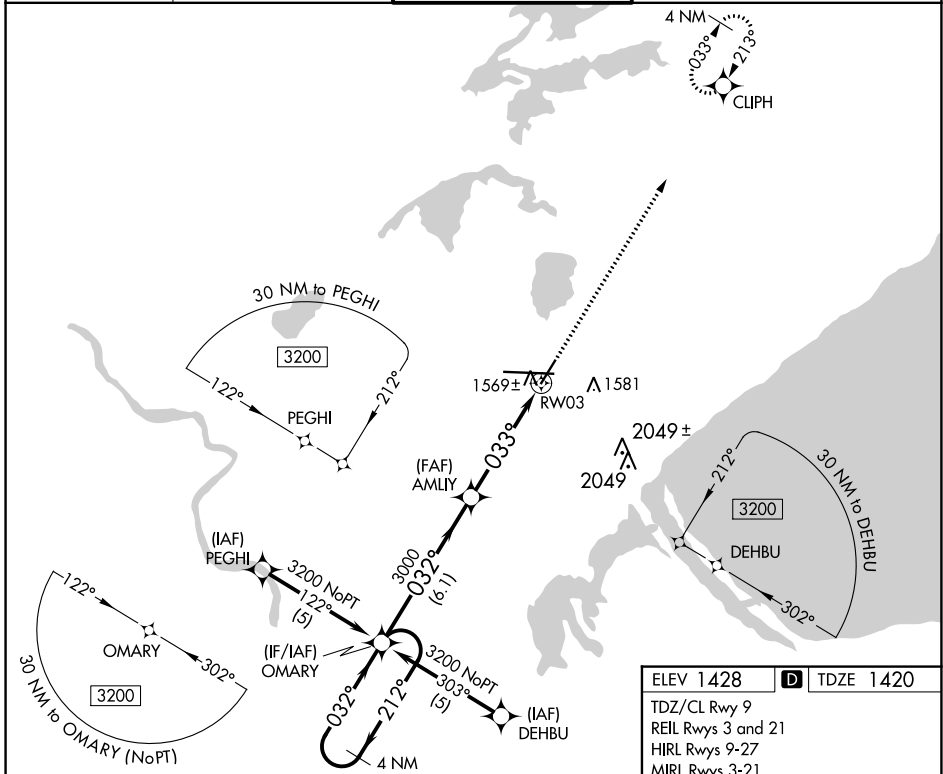 4 NM
033°
213°
CLIPH
30 NM to PEGHI
3200
122°
212°
PEGHI
1569±
1581
RW03
033°
2049±
2049
(FAF)
AMLIY
212°
30 NM to DEHBU
3200
DEHBU
302°
(IAF)
PEGHI
3200 NoPT
122°
(5)
3000
032°
(6.1)
122°
OMARY
302°
3200
30 NM to OMARY (NoPT)
(IF/IAF)
OMARY
3200 NoPT
303°
(5)
032°
212°
(IAF)
DEHBU
4 NM
ELEV 1428 D TDZE 1420
TDZ/CL Rwy 9
REIL Rwys 3 and 21
HIRL Rwys 9-27
MIRL Rwys 3-21